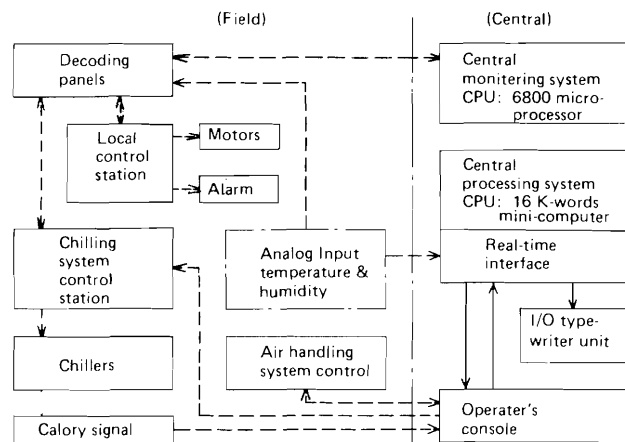 (Field)
(Central)
Decoding
panels
Central
monitering system
CPU: 6800 micro-
processor
Local
control
station
Motors
Alarm
Central
processing system
CPU: 16 K-words
mini-computer
Real-time
interface
Chilling
system
control
station
Analog Input
temperature &
humidity
I/O type-
writer unit
Chillers
Air handling
system control
Operater's
console
Calory signal